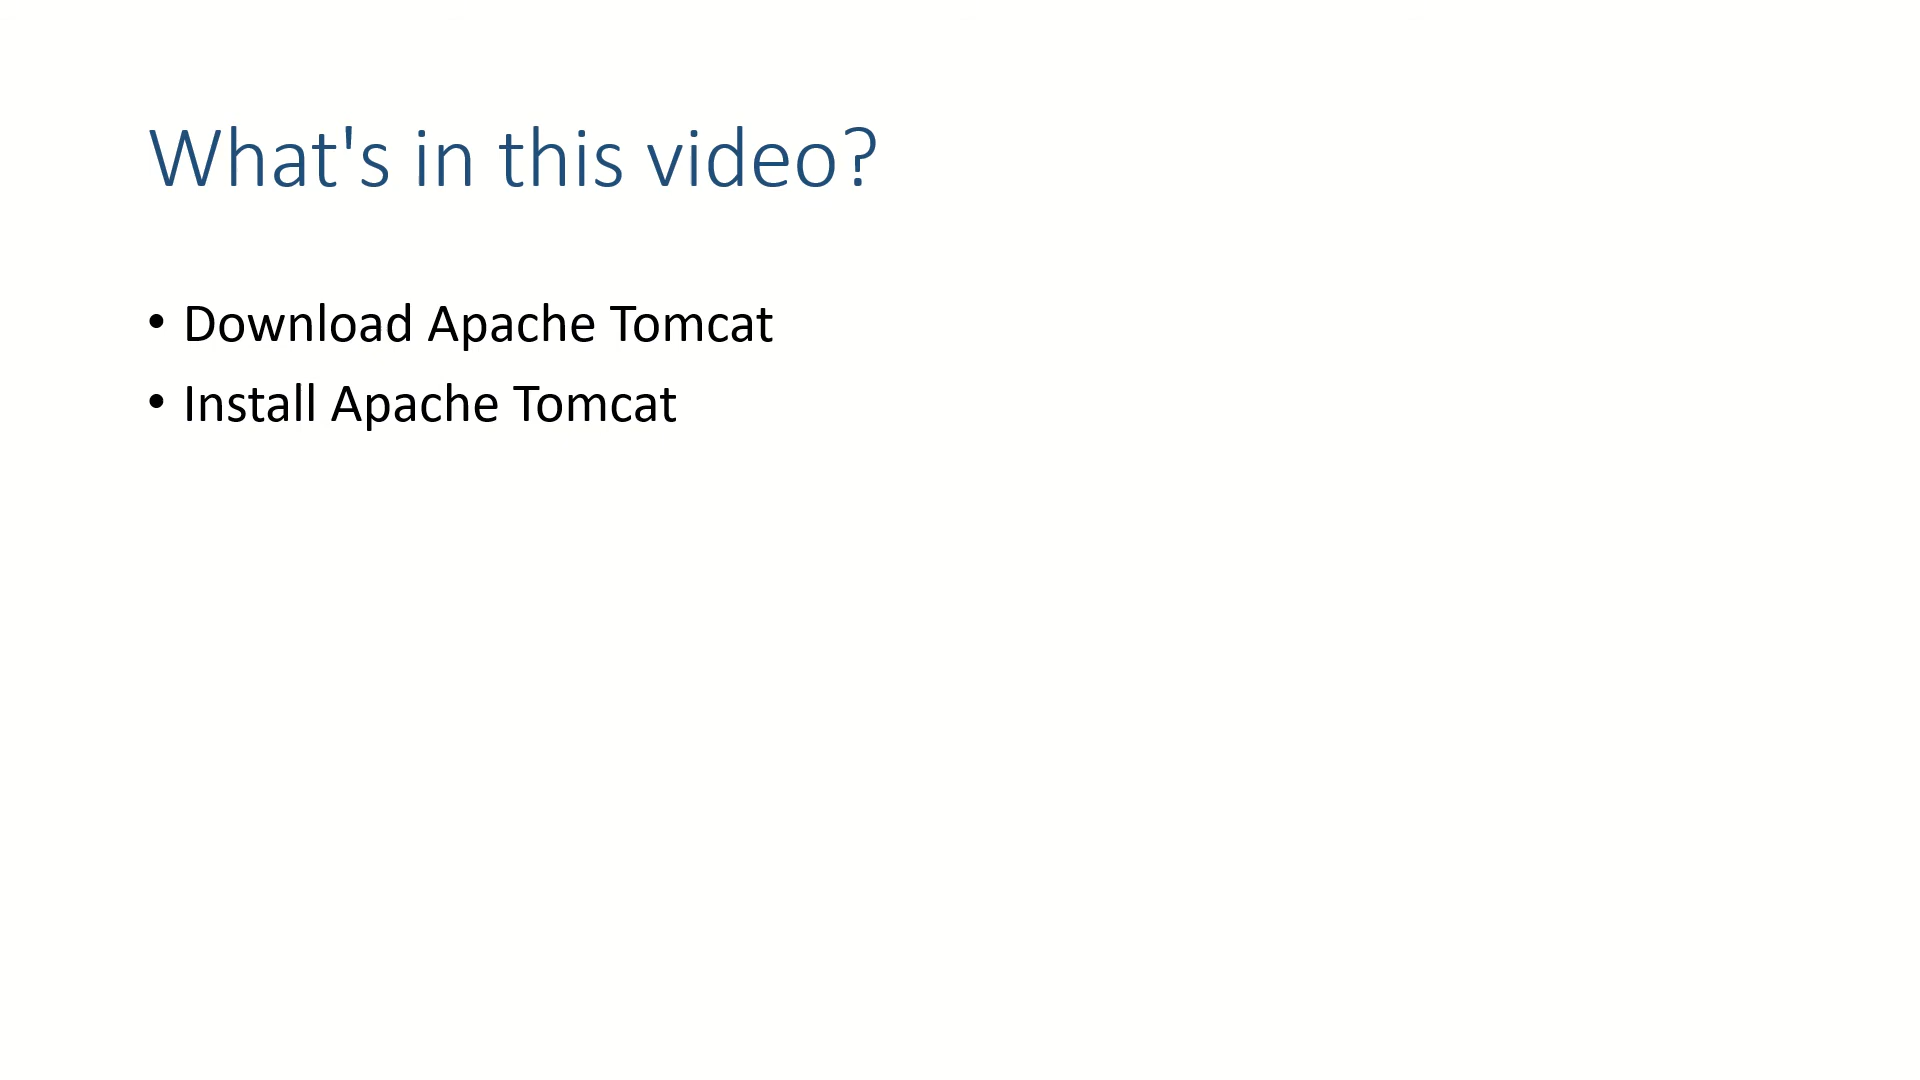 What's in this video?
• Download Apache Tomcat
• Install Apache Tomcat